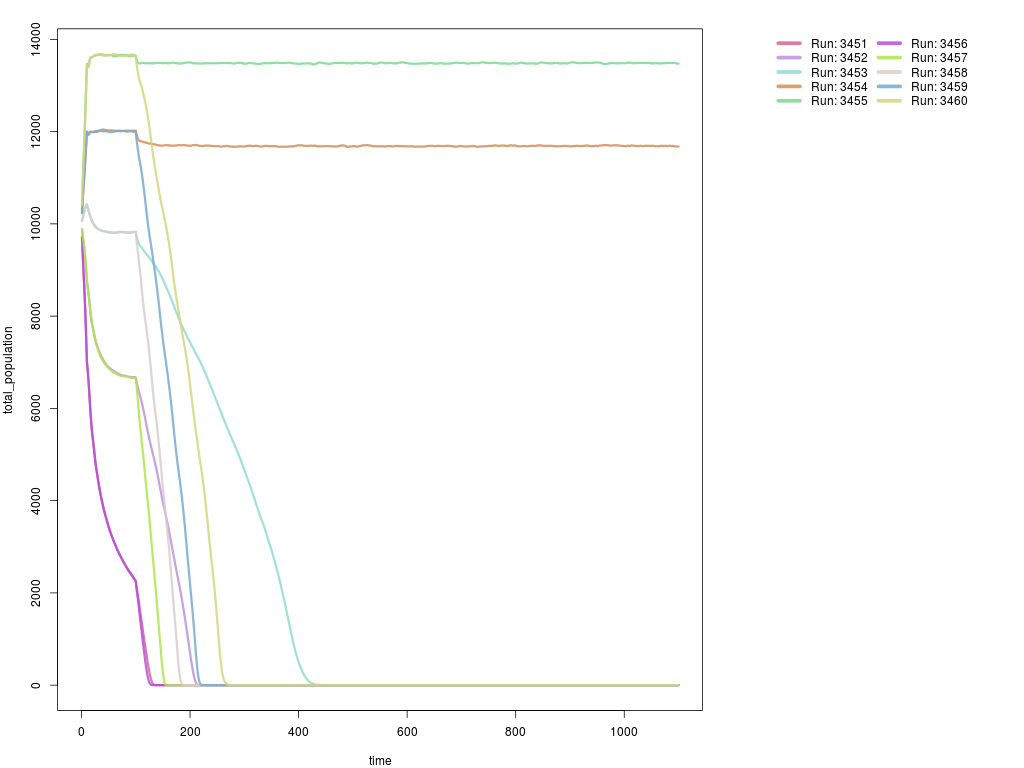 14000
12000
10000
8000
6000
4000
2000
0
total_population
0 200 400 600 800 1000
time
Run: 3451 Run: 3456
Run: 3452 Run: 3457
Run: 3453 Run: 3458
Run: 3454 Run: 3459
Run: 3455 Run: 3460